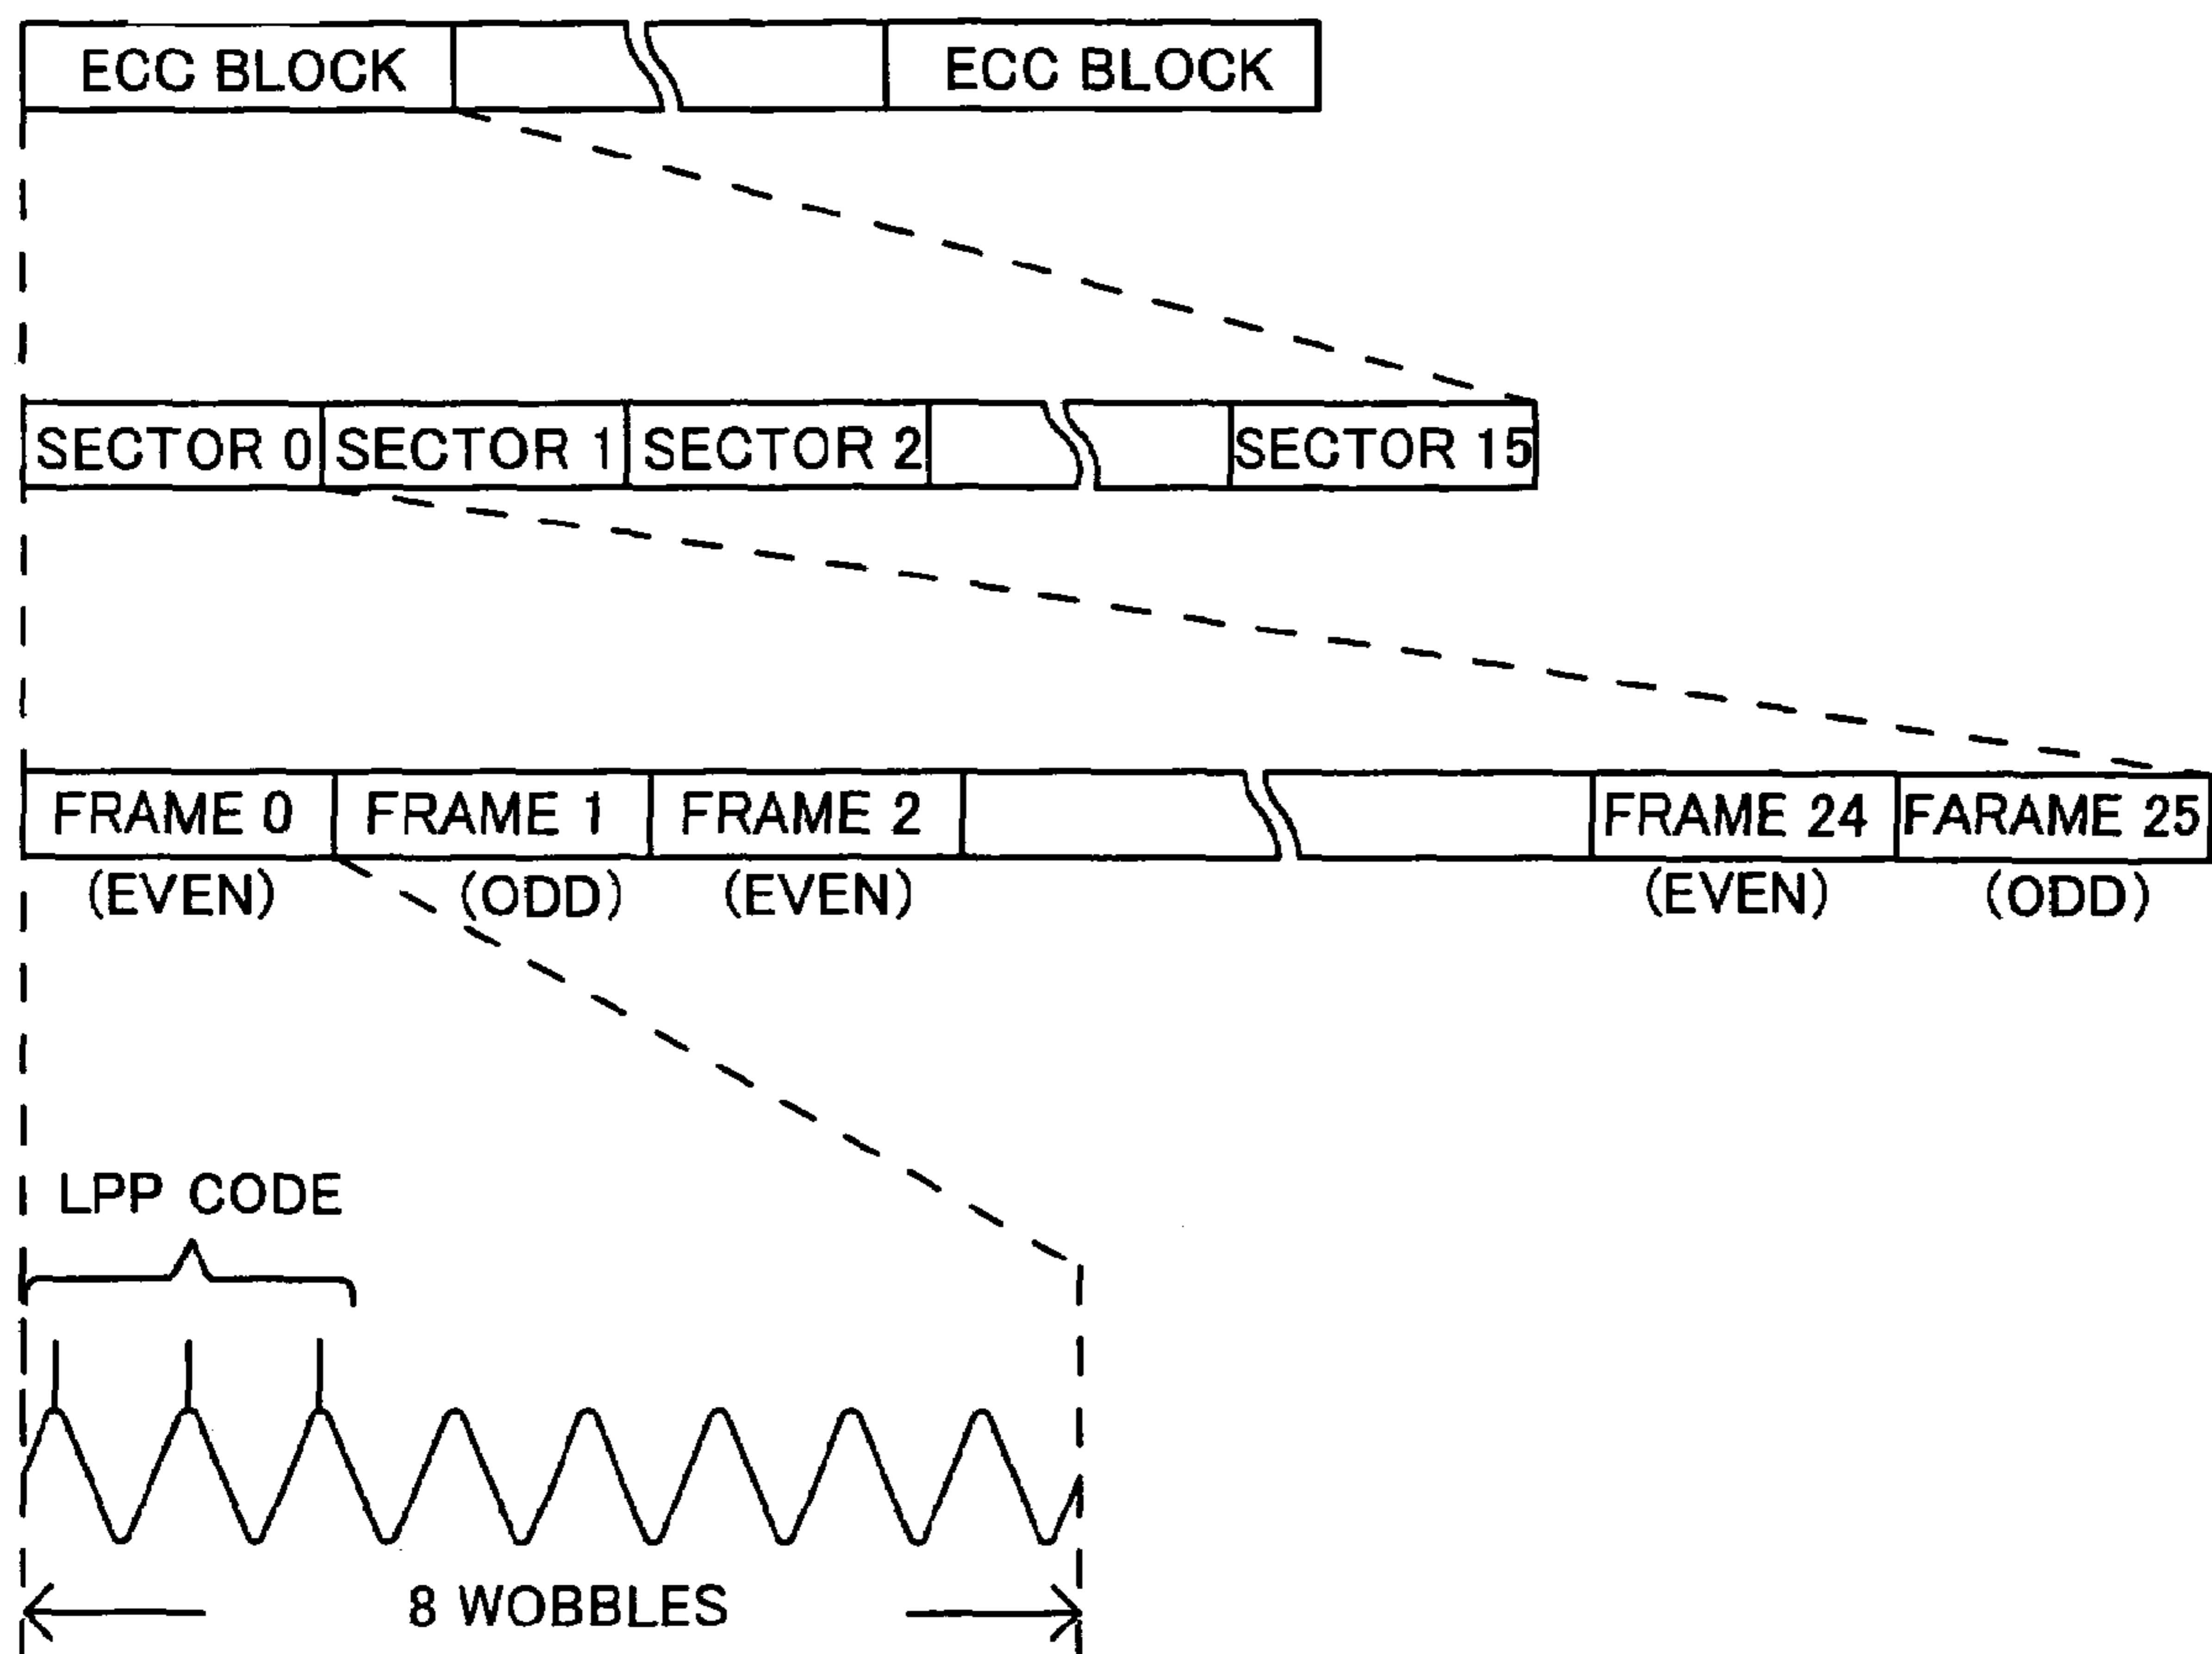 ECC BLOCK ECC BLOCK
SECTOR 0 SECTOR 1 SECTOR 2 SECTOR 15
FRAME 0 FRAME 1 FRAME 2 FRAME 24 FARAME 25
(EVEN) (ODD) (EVEN) (EVEN) (ODD)
LPP CODE
8 WOBBLES